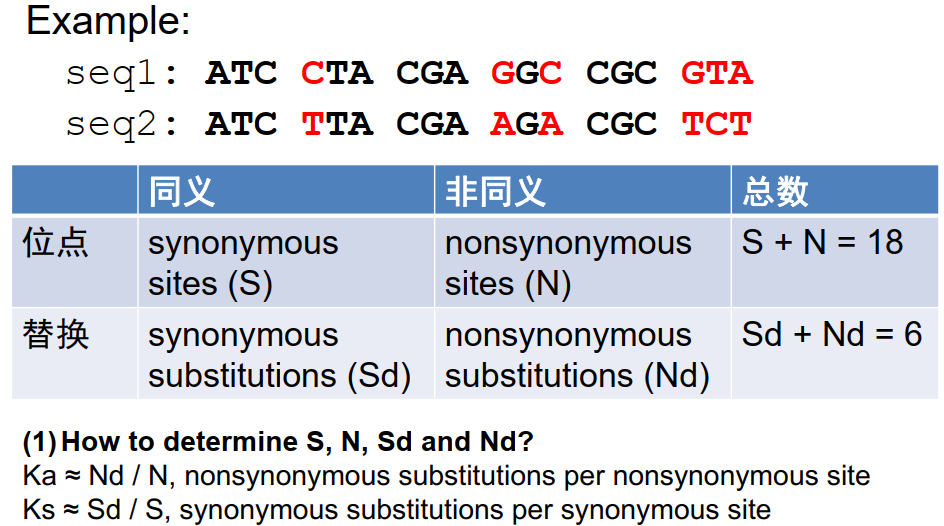 Example:
seq1: ATC CTA CGA GGC CGC GTA
seq2: ATC TTA CGA AGA CGC TCT
同义 非同义 总数
位点 synonymous sites (S) nonsynonymous sites (N) S + N = 18
替换 synonymous substitutions (Sd) nonsynonymous substitutions (Nd) Sd + Nd = 6
(1) How to determine S, N, Sd and Nd?
Ka ≈ Nd / N, nonsynonymous substitutions per nonsynonymous site
Ks ≈ Sd / S, synonymous substitutions per synonymous site